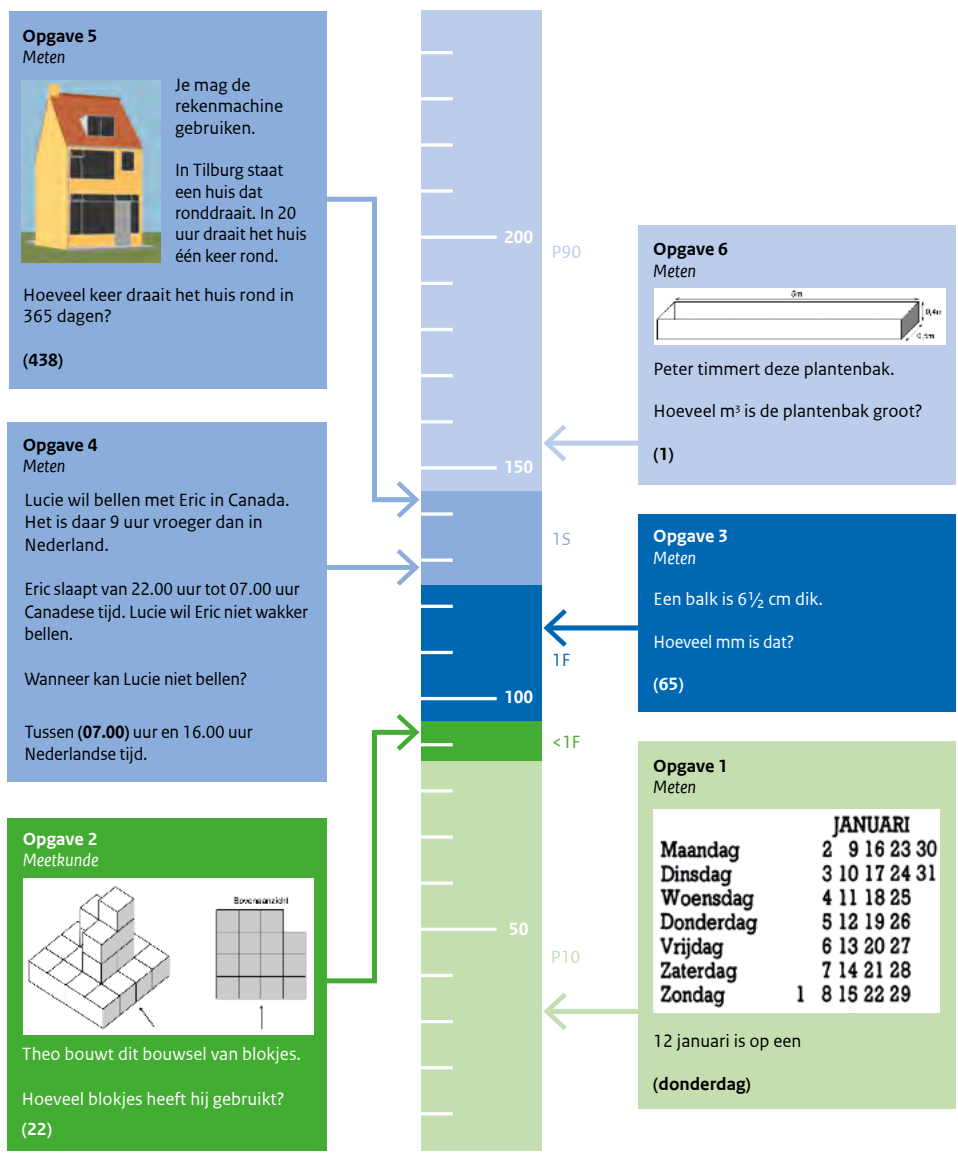 Opgave 5
Meten
Je mag de
rekenmachine
gebruiken.
In Tilburg staat
een huis dat
ronddraait. In 20
uur draait het huis
één keer rond.
Hoeveel keer draait het huis rond in
365 dagen?
(438)
Opgave 4
Meten
Lucie wil bellen met Eric in Canada.
Het is daar 9 uur vroeger dan in
Nederland.
Eric slaapt van 22.00 uur tot 07.00 uur
Canadese tijd. Lucie wil Eric niet wakker
bellen.
Wanneer kan Lucie niet bellen?
Tussen (07.00) uur en 16.00 uur
Nederlandse tijd.
Opgave 2
Meetkunde
Bovenaanzicht
Theo bouwt dit bouwsel van blokjes.
Hoeveel blokjes heeft hij gebruikt?
(22)
200
P90
150
1S
1F
100
<1F
50
P10
Opgave 6
Meten
5m
0,4m
0,5m
Peter timmert deze plantenbak.
Hoeveel m³ is de plantenbak groot?
(1)
Opgave 3
Meten
Een balk is 6½ cm dik.
Hoeveel mm is dat?
(65)
Opgave 1
Meten
JANUARI
Maandag 2 9 16 23 30
Dinsdag 3 10 17 24 31
Woensdag 4 11 18 25
Donderdag 5 12 19 26
Vrijdag 6 13 20 27
Zaterdag 7 14 21 28
Zondag 1 8 15 22 29
12 januari is op een
(donderdag)